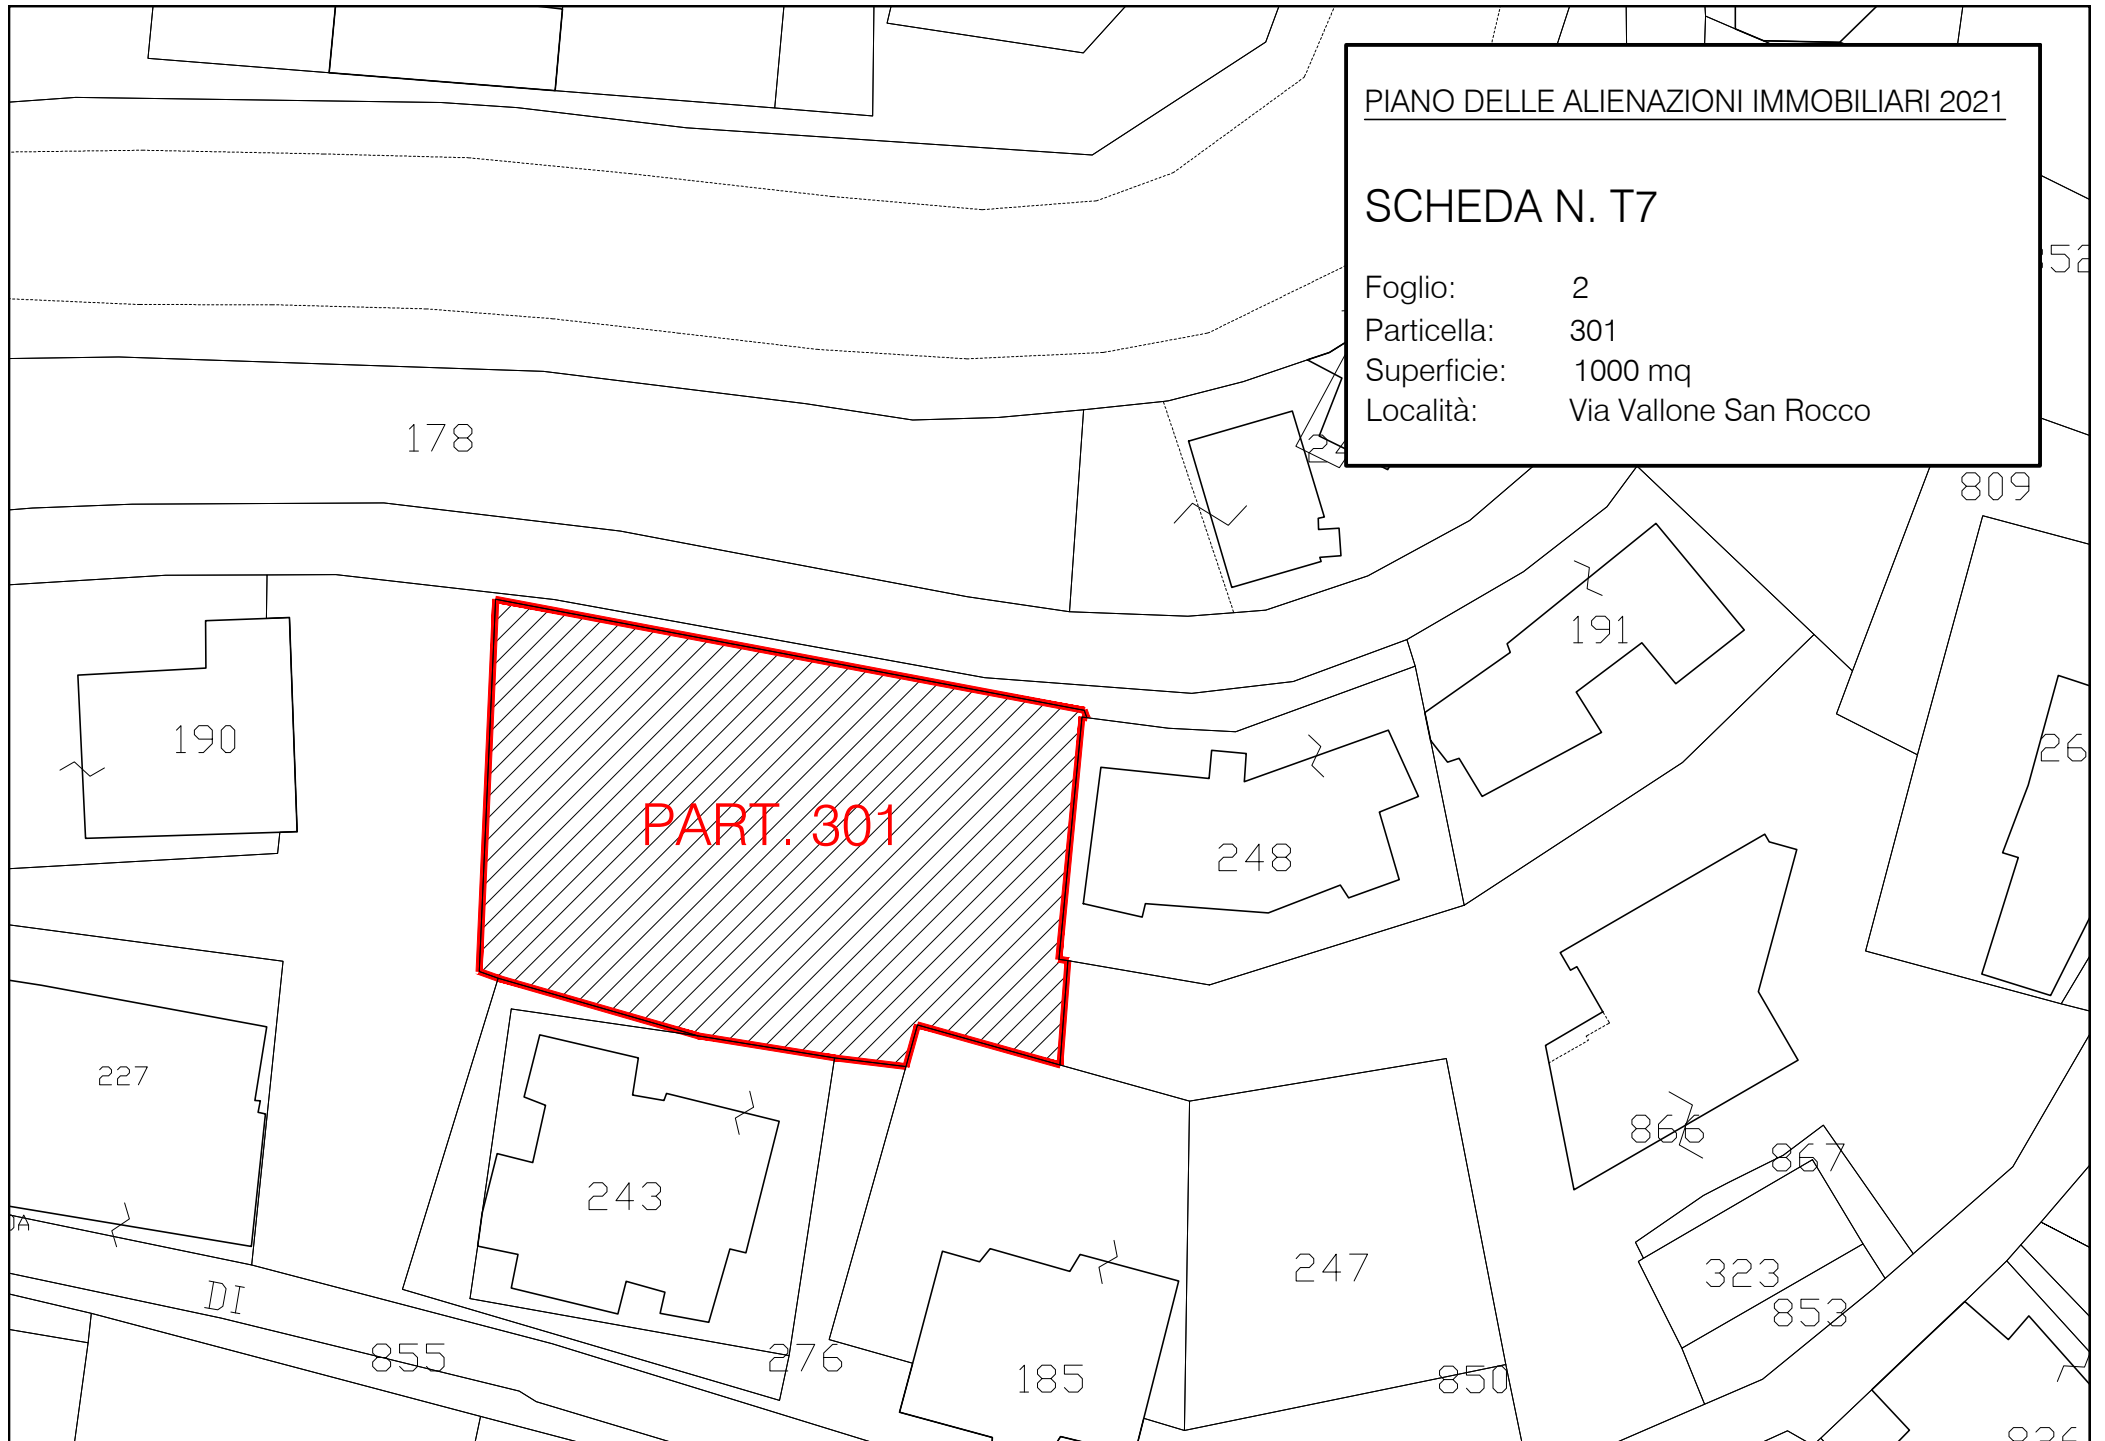 PIANO DELLE ALIENAZIONI IMMOBILIARI 2021
SCHEDA N. T7
Foglio: 2
Particella: 301
Superficie: 1000 mq
Località: Via Vallone San Rocco
178
809
191
190
26
PART. 301
248
227
866
867
243
247
323
DI
853
855
276
185
850